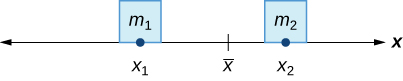 m₁ m₂
x
x₁ x̅ x₂